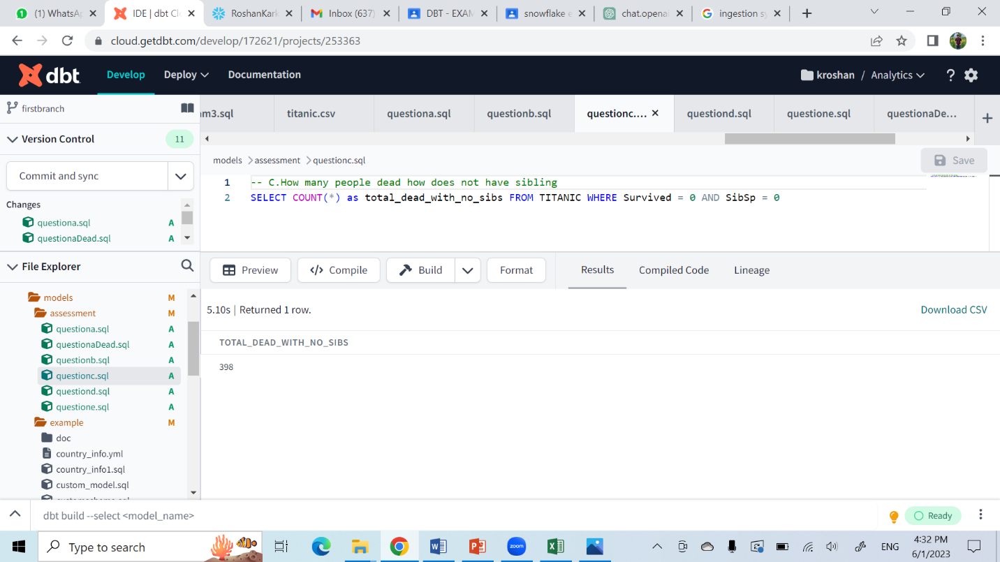 (1) WhatsA
IDE | dbt Cl
RoshanKark
Inbox (637)
DBT - EXAM
snowflake e
chat.openai
ingestion sy
cloud.getdbt.com/develop/172621/projects/253363
dbt
Develop
Deploy
Documentation
kroshan / Analytics
firstbranch
am3.sql
titanic.csv
questiona.sql
questionb.sql
questionc....
questiond.sql
questione.sql
questionaDe...
Version Control
11
Commit and sync
Changes
questiona.sql A
questionaDead.sql A
models > assessment > questionc.sql
Save
1 -- C.How many people dead how does not have sibling
2 SELECT COUNT(*) as total_dead_with_no_sibs FROM TITANIC WHERE Survived = 0 AND SibSp = 0
File Explorer
models M
assessment M
questiona.sql A
questionaDead.sql A
questionb.sql A
questionc.sql A
questiond.sql A
questione.sql A
example M
doc
country_info.yml
country_info1.sql
custom_model.sql
Preview
</> Compile
Build
Format
Results
Compiled Code
Lineage
5.10s | Returned 1 row.
Download CSV
TOTAL_DEAD_WITH_NO_SIBS
398
dbt build --select <model_name>
Ready
Type to search
zoom
ENG
4:32 PM
6/1/2023